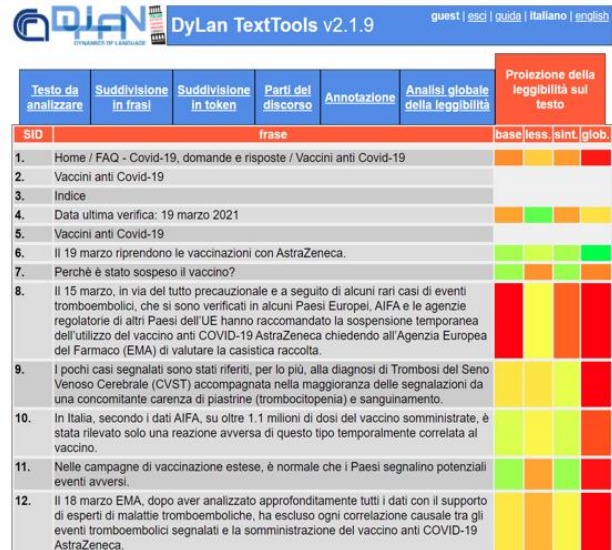 DyLAN
DYNAMICS OF LANGUAGE
DyLan TextTools v2.1.9
guest | esci | guida | italiano | english
Testo da
analizzare
Suddivisione
in frasi
Suddivisione
in token
Parti del
discorso
Annotazione
Analisi globale
della leggibilità
Proiezione della
leggibilità sul
testo
SID frase base less. sint. glob.
1. Home / FAQ - Covid-19, domande e risposte / Vaccini anti Covid-19
2. Vaccini anti Covid-19
3. Indice
4. Data ultima verifica: 19 marzo 2021
5. Vaccini anti Covid-19
6. Il 19 marzo riprendono le vaccinazioni con AstraZeneca.
7. Perchè è stato sospeso il vaccino?
8. Il 15 marzo, in via del tutto precauzionale e a seguito di alcuni rari casi di eventi
tromboembolici, che si sono verificati in alcuni Paesi Europei, AIFA e le agenzie
regolatorie di altri Paesi dell'UE hanno raccomandato la sospensione temporanea
dell'utilizzo del vaccino anti COVID-19 AstraZeneca chiedendo all'Agenzia Europea
del Farmaco (EMA) di valutare la casistica raccolta.
9. I pochi casi segnalati sono stati riferiti, per lo più, alla diagnosi di Trombosi del Seno
Venoso Cerebrale (CVST) accompagnata nella maggioranza delle segnalazioni da
una concomitante carenza di piastrine (trombocitopenia) e sanguinamento.
10. In Italia, secondo i dati AIFA, su oltre 1.1 milioni di dosi del vaccino somministrate, è
stata rilevato solo una reazione avversa di questo tipo temporalmente correlata al
vaccino.
11. Nelle campagne di vaccinazione estese, è normale che i Paesi segnalino potenziali
eventi avversi.
12. Il 18 marzo EMA, dopo aver analizzato approfonditamente tutti i dati con il supporto
di esperti di malattie tromboemboliche, ha escluso ogni correlazione causale tra gli
eventi tromboembolici segnalati e la somministrazione del vaccino anti COVID-19
AstraZeneca.